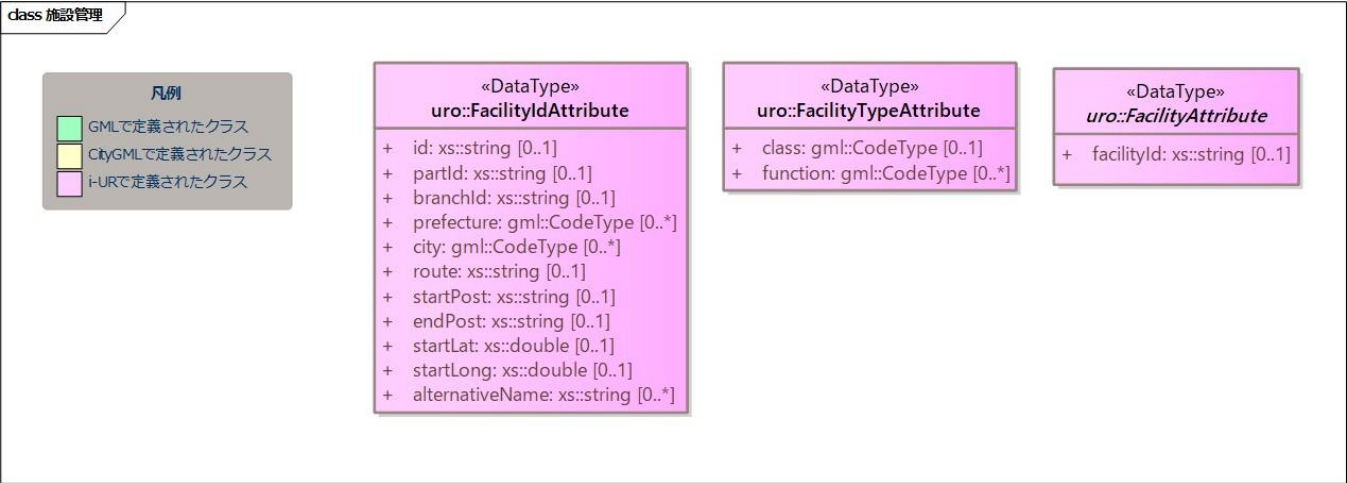 class 施設管理
凡例
GMLで定義されたクラス
CityGMLで定義されたクラス
i-URで定義されたクラス
«DataType»
uro::FacilityIdAttribute
+ id: xs::string [0..1]
+ partId: xs::string [0..1]
+ branchId: xs::string [0..1]
+ prefecture: gml::CodeType [0..*]
+ city: gml::CodeType [0..*]
+ route: xs::string [0..1]
+ startPost: xs::string [0..1]
+ endPost: xs::string [0..1]
+ startLat: xs::double [0..1]
+ startLong: xs::double [0..1]
+ alternativeName: xs::string [0..*]
«DataType»
uro::FacilityTypeAttribute
+ class: gml::CodeType [0..1]
+ function: gml::CodeType [0..*]
«DataType»
uro::FacilityAttribute
+ facilityId: xs::string [0..1]